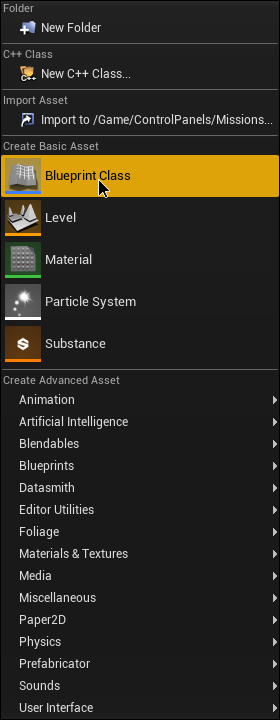 Folder
New Folder
C++ Class
New C++ Class...
Import Asset
Import to /Game/ControlPanels/Missions...
Create Basic Asset
Blueprint Class
Level
Material
Particle System
Substance
Create Advanced Asset
Animation
Artificial Intelligence
Blendables
Blueprints
Datasmith
Editor Utilities
Foliage
Materials & Textures
Media
Miscellaneous
Paper2D
Physics
Prefabricator
Sounds
User Interface